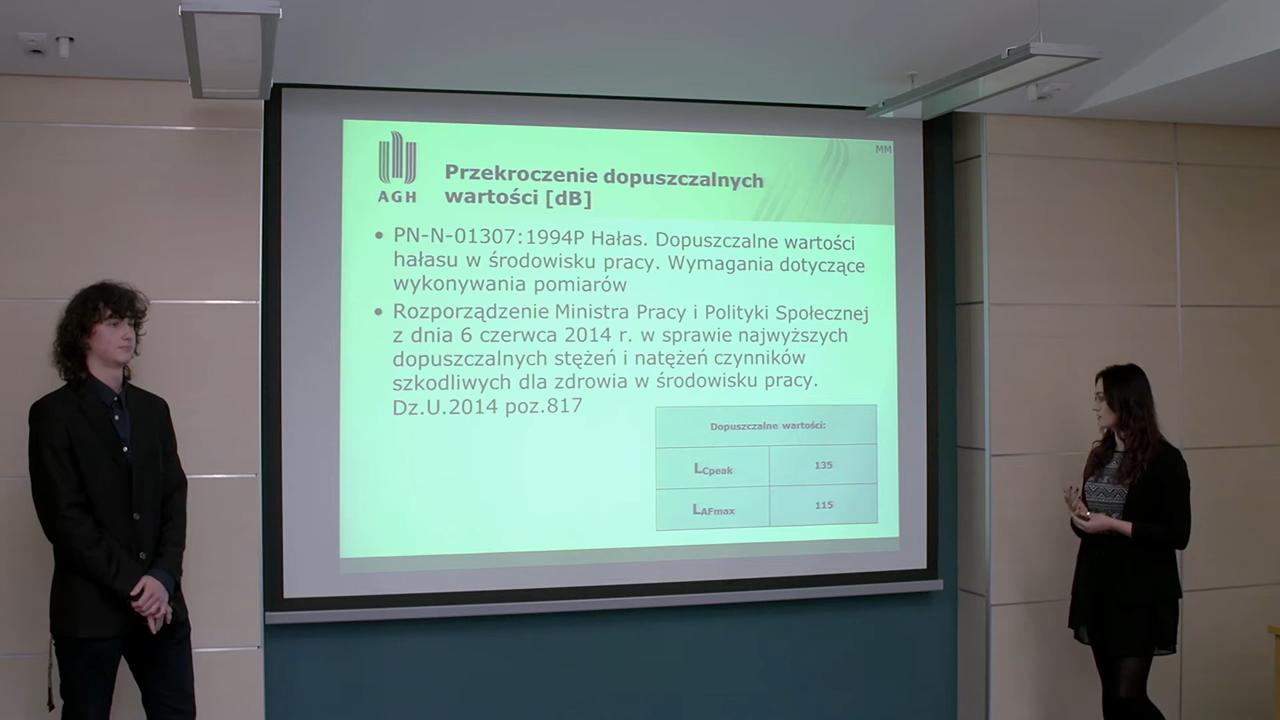 MM
AGH
Przekroczenie dopuszczalnych
wartości [dB]
• PN-N-01307:1994P Hałas. Dopuszczalne wartości
hałasu w środowisku pracy. Wymagania dotyczące
wykonywania pomiarów
• Rozporządzenie Ministra Pracy i Polityki Społecznej
z dnia 6 czerwca 2014 r. w sprawie najwyższych
dopuszczalnych stężeń i natężeń czynników
szkodliwych dla zdrowia w środowisku pracy.
Dz.U.2014 poz.817
Dopuszczalne wartości:
LCpeak 135
LAFmax 115